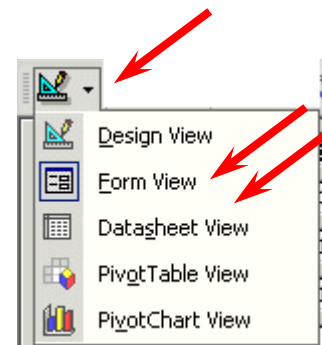 Design View
Form View
Datasheet View
PivotTable View
PivotChart View